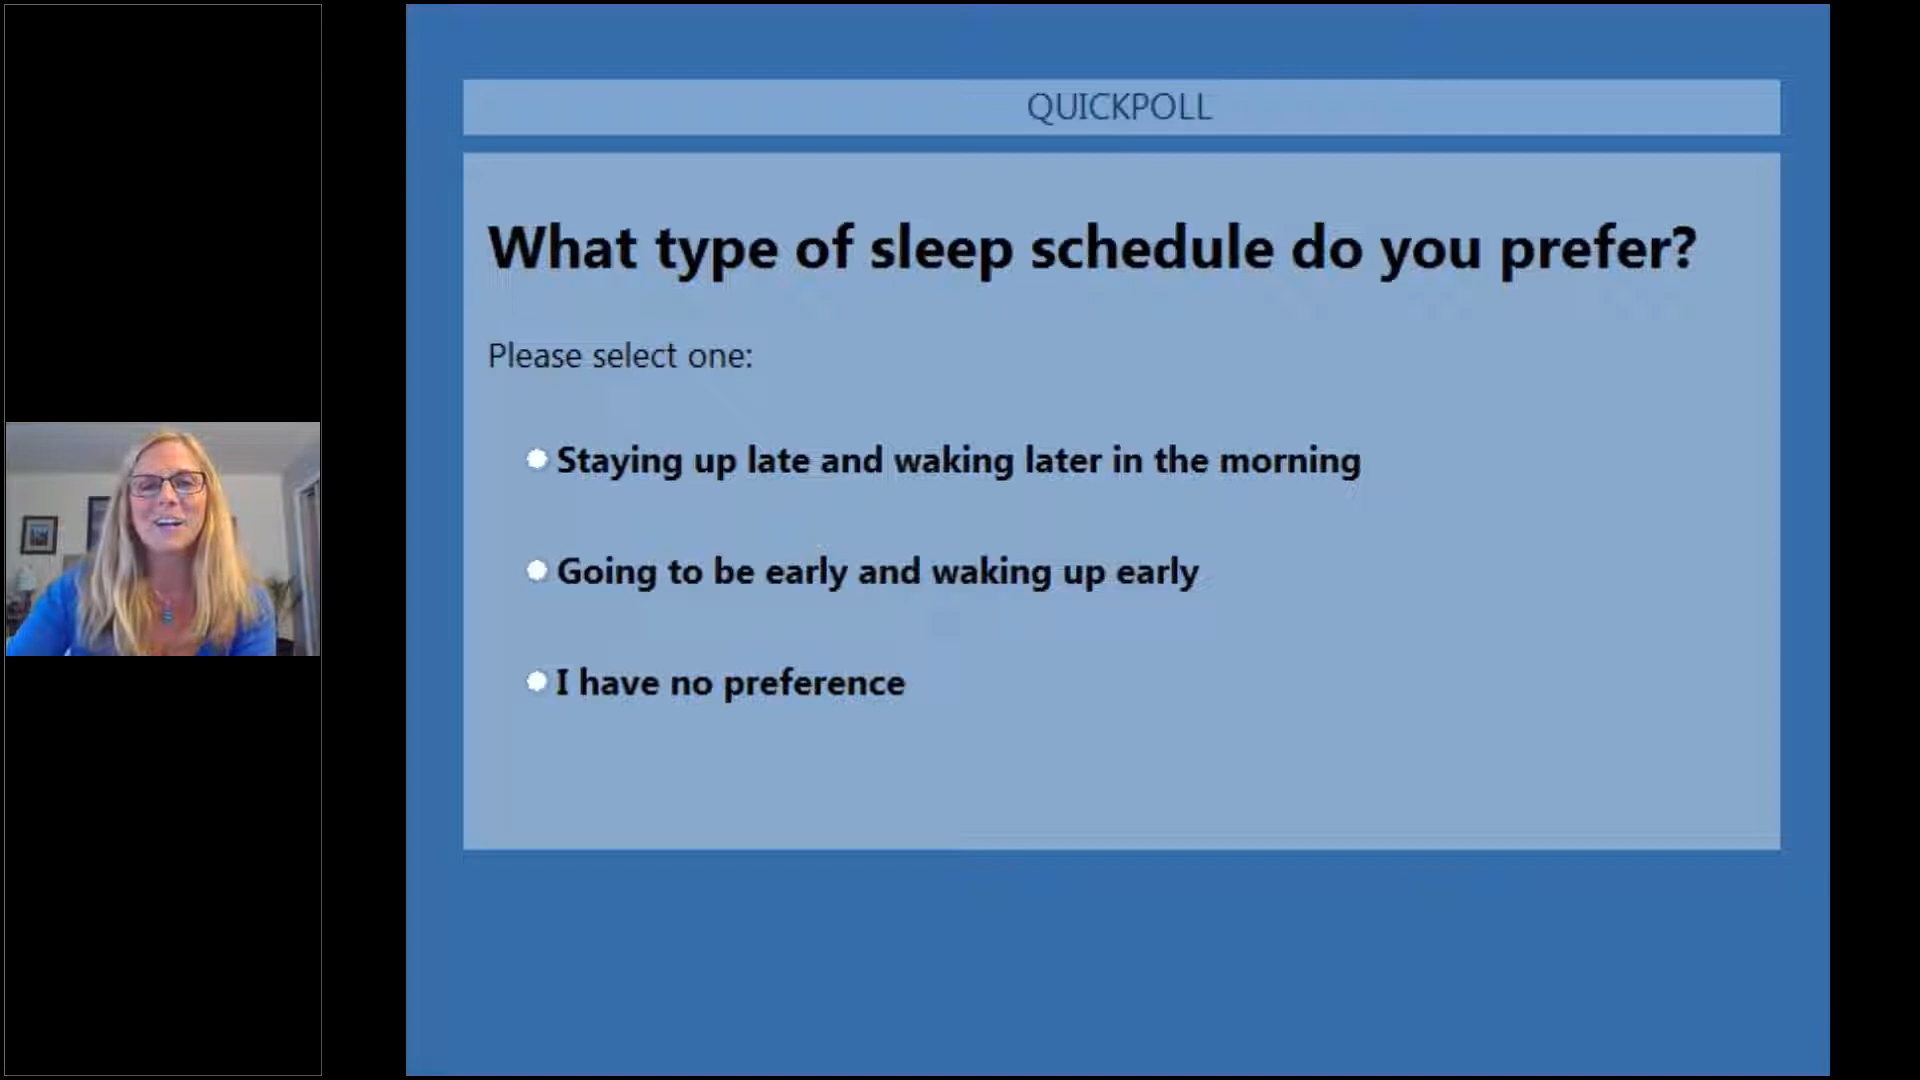 QUICKPOLL
What type of sleep schedule do you prefer?
Please select one:
Staying up late and waking later in the morning
Going to be early and waking up early
I have no preference